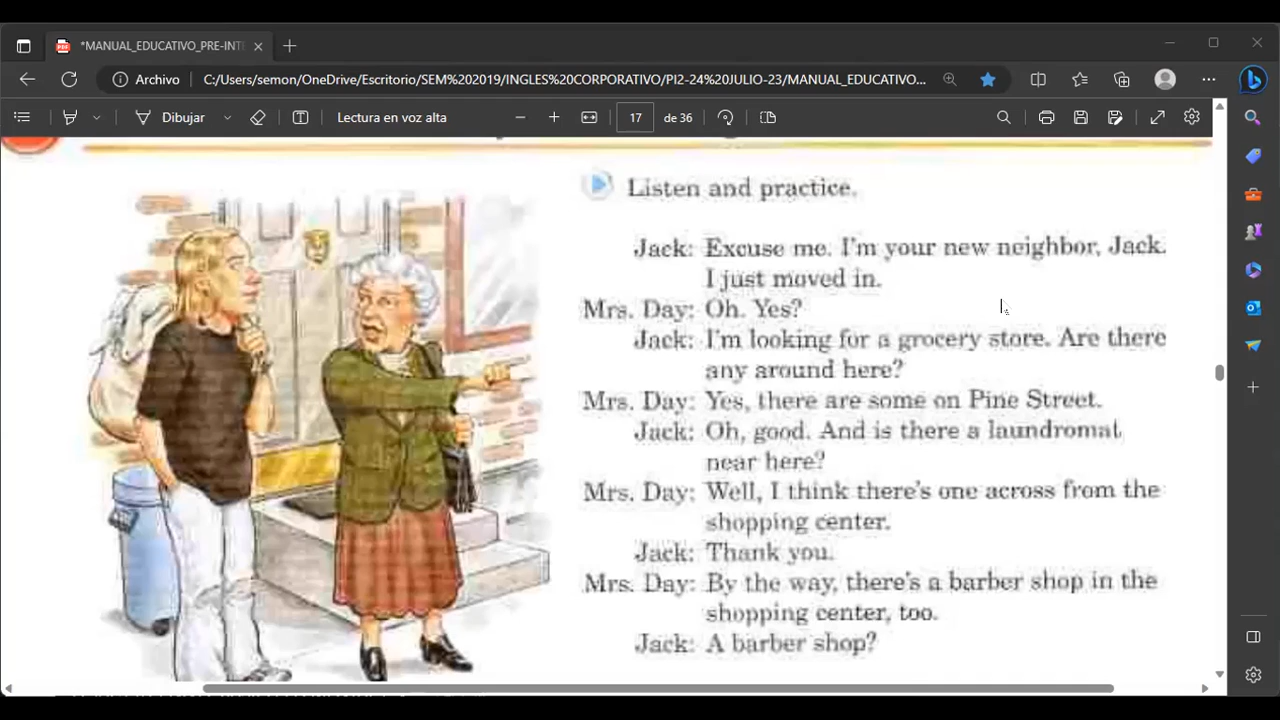 *MANUAL_EDUCATIVO_PRE-INT
Archivo C:/Users/semon/OneDrive/Escritorio/SEM%202019/INGLES%20CORPORATIVO/PI2-24%20JULIO-23/MANUAL_EDUCATIVO...
Dibujar Lectura en voz alta 17 de 36
Listen and practice.
Jack: Excuse me. I'm your new neighbor, Jack.
I just moved in.
Mrs. Day: Oh. Yes?
Jack: I'm looking for a grocery store. Are there
any around here?
Mrs. Day: Yes, there are some on Pine Street.
Jack: Oh, good. And is there a laundromat
near here?
Mrs. Day: Well, I think there's one across from the
shopping center.
Jack: Thank you.
Mrs. Day: By the way, there's a barber shop in the
shopping center, too.
Jack: A barber shop?